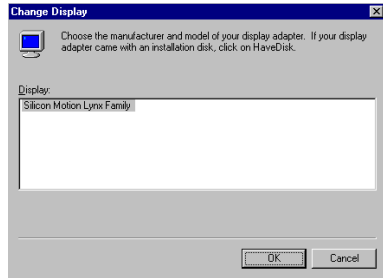 Change Display
Choose the manufacturer and model of your display adapter. If your display
adapter came with an installation disk, click on HaveDisk.
Display:
Silicon Motion Lynx Family
OK
Cancel